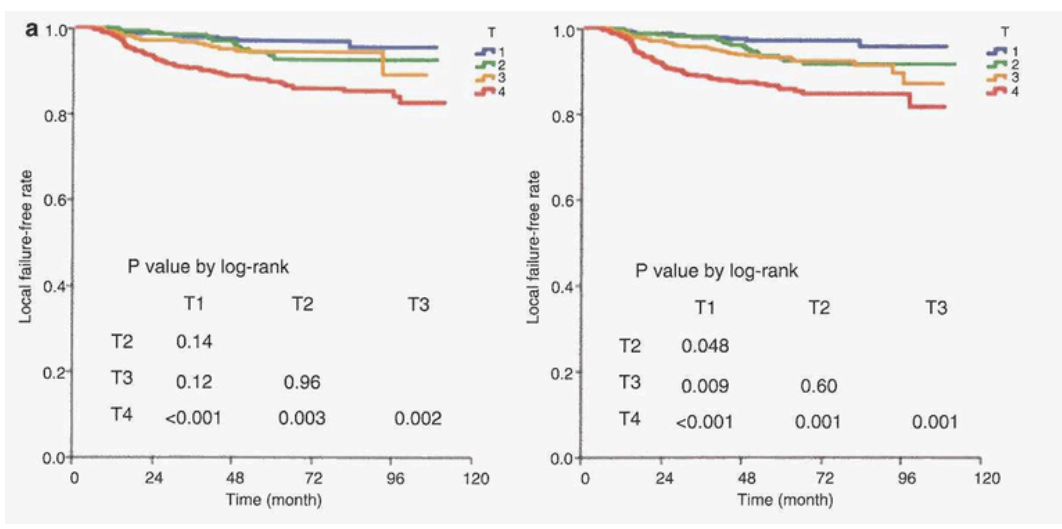 a
1.0
0.8
0.6
0.4
0.2
0.0
Local failure-free rate
T
1
2
3
4
P value by log-rank
T1 T2 T3
T2 0.14
T3 0.12 0.96
T4 <0.001 0.003 0.002
0 24 48 72 96 120
Time (month)
1.0
0.8
0.6
0.4
0.2
0.0
Local failure-free rate
T
1
2
3
4
P value by log-rank
T1 T2 T3
T2 0.048
T3 0.009 0.60
T4 <0.001 0.001 0.001
0 24 48 72 96 120
Time (month)